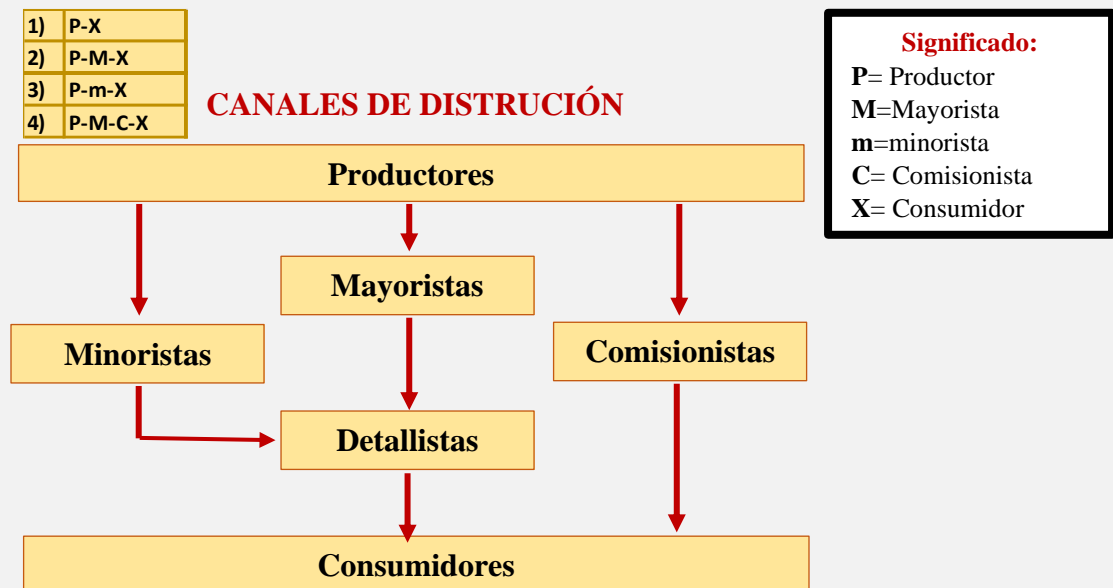 1) P-X
2) P-M-X
3) P-m-X
4) P-M-C-X
CANALES DE DISTRUCIÓN
Significado:
P= Productor
M=Mayorista
m=minorista
C= Comisionista
X= Consumidor
Productores
Mayoristas
Minoristas
Comisionistas
Detallistas
Consumidores